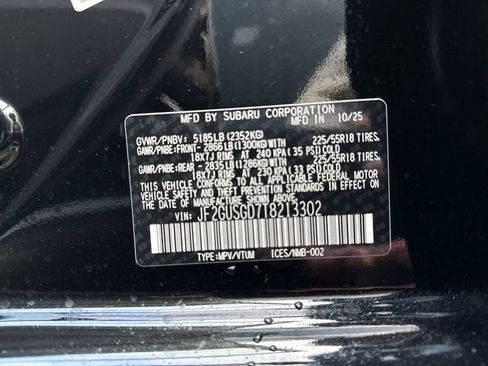 MFD BY SUBARU CORPORATION
MFD IN 10/25
GVWR/PNBV: 5185LB (2352KG)
GAWR/PNBE:FRONT- 2866LB(1300KG)WITH 225/55R18 TIRES.
18X7J RIMS AT 240 KPA (35 PSI)COLD
GAWR/PNBE:REAR- 2835LB(1286KG)WITH 225/55R18 TIRES.
18X7J RIMS AT 230 KPA (33 PSI)COLD
THIS VEHICLE CONFORMS TO ALL APPLICABLE
FEDERAL MOTOR VEHICLE SAFETY STANDARDS IN EFFECT ON
THE DATE OF MANUFACTURE SHOWN ABOVE.
VIN: JF2GUSGD7T8213302
TYPE:MPV/VTUM ICES/NMB-002